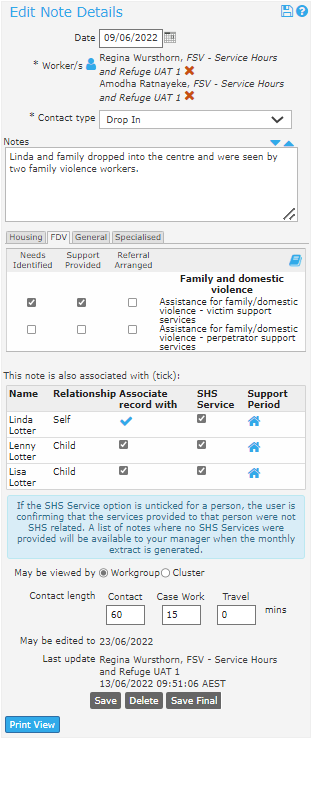 Edit Note Details
Date 09/06/2022
* Worker/s Regina Wursthorn, FSV - Service Hours
and Refuge UAT 1
Amodha Ratnayeke, FSV - Service Hours
and Refuge UAT 1
* Contact type Drop In
Notes
Linda and family dropped into the centre and were seen by
two family violence workers.
Housing FDV General Specialised
Needs Support Referral
Identified Provided Arranged
Family and domestic
violence
Assistance for family/domestic
violence - victim support
services
Assistance for family/domestic
violence - perpetrator support
services
This note is also associated with (tick):
Name Relationship Associate SHS Support
record with Service Period
Linda Self
Lotter
Lenny Child
Lotter
Lisa Child
Lotter
If the SHS Service option is unticked for a person, the user is
confirming that the services provided to that person were not
SHS related. A list of notes where no SHS Services were
provided will be available to your manager when the monthly
extract is generated.
May be viewed by Workgroup Cluster
Contact length Contact Case Work Travel
60 15 0 mins
May be edited to 23/06/2022
Last update Regina Wursthorn, FSV - Service Hours
and Refuge UAT 1
13/06/2022 09:51:06 AEST
Save Delete Save Final
Print View